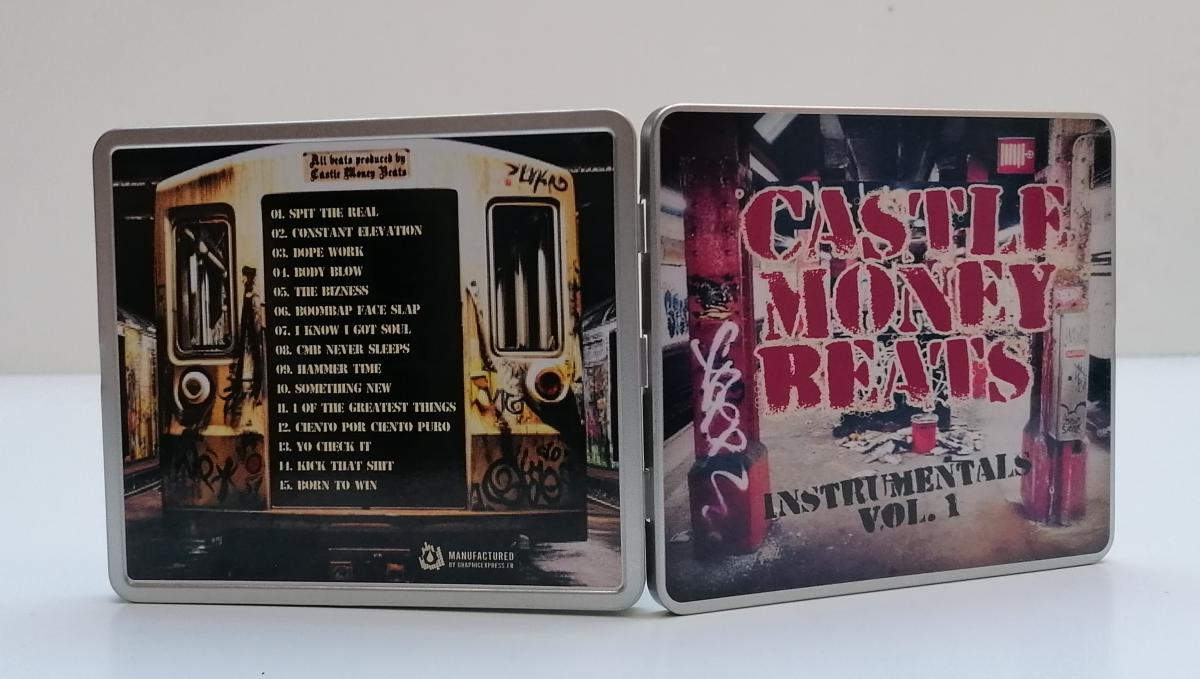 All beats produced by
Castle Money Beats
01. SPIT THE REAL
02. CONSTANT ELEVATION
03. DOPE WORK
04. BODY BLOW
05. THE BIZNESS
06. BOOMBAP FACE SLAP
07. I KNOW I GOT SOUL
08. CMB NEVER SLEEPS
09. HAMMER TIME
10. SOMETHING NEW
11. 1 OF THE GREATEST THINGS
12. CIENTO POR CIENTO PURO
13. YO CHECK IT
14. KICK THAT SHIT
15. BORN TO WIN
MANUFACTURED
BY GRAPHICEXPRESS.FR
CASTLE
MONEY
BEATS
INSTRUMENTALS
VOL. 1